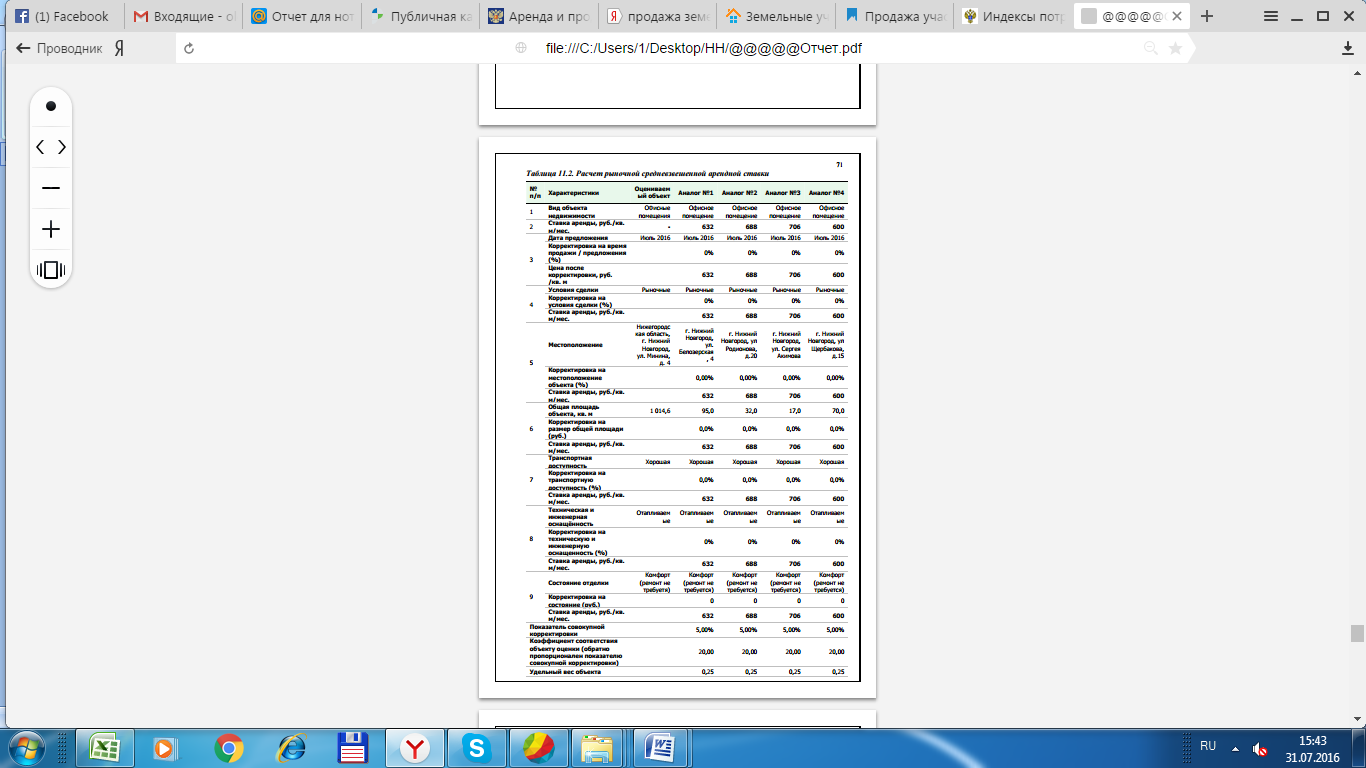 (1) Facebook
Входящие - ol
Отчет для нот
Публичная ка
Аренда и про
продажа земе
Земельные уч
Продажа учас
Индексы потр
Проводник
file:///C:/Users/1/Desktop/НН/@@@@@Отчет.pdf
71
Таблица 11.2. Расчет рыночной средневзвешенной арендной ставки
№ п/п Характеристики Оцениваемый объект Аналог №1 Аналог №2 Аналог №3 Аналог №4
1 Вид объекта недвижимости Офисные помещения Офисное помещение Офисное помещение Офисное помещение Офисное помещение
2 Ставка аренды, руб./кв. м/мес. - 632 688 706 600
3 Дата предложения Июль 2016 Июль 2016 Июль 2016 Июль 2016 Июль 2016
Корректировка на время продажи / предложения (%) 0% 0% 0% 0%
Цена после корректировки, руб. /кв. м 632 688 706 600
4 Условия сделки Рыночные Рыночные Рыночные Рыночные Рыночные
Корректировка на условия сделки (%) 0% 0% 0% 0%
Ставка аренды, руб./кв. м/мес. 632 688 706 600
5 Местоположение Нижегородская область, г. Нижний Новгород, ул. Минина, д. 4 г. Нижний Новгород, ул. Белозерская, 4 г. Нижний Новгород, ул Родионова, д.20 г. Нижний Новгород, ул. Сергея Акимова г. Нижний Новгород, ул Щербакова, д.15
Корректировка на местоположение объекта (%) 0,00% 0,00% 0,00% 0,00%
Ставка аренды, руб./кв. м/мес. 632 688 706 600
6 Общая площадь объекта, кв. м 1 014,6 95,0 32,0 17,0 70,0
Корректировка на размер общей площади (руб.) 0,0% 0,0% 0,0% 0,0%
Ставка аренды, руб./кв. м/мес. 632 688 706 600
7 Транспортная доступность Хорошая Хорошая Хорошая Хорошая Хорошая
Корректировка на транспортную доступность (%) 0,0% 0,0% 0,0% 0,0%
Ставка аренды, руб./кв. м/мес. 632 688 706 600
8 Техническая и инженерная оснащённость Отапливаемые Отапливаемые Отапливаемые Отапливаемые Отапливаемые
Корректировка на техническую и инженерную оснащенность (%) 0% 0% 0% 0%
Ставка аренды, руб./кв. м/мес. 632 688 706 600
9 Состояние отделки Комфорт (ремонт не требуетя) Комфорт (ремонт не требуется) Комфорт (ремонт не требуется) Комфорт (ремонт не требуется) Комфорт (ремонт не требуется)
Корректировка на состояние (руб.) 0 0 0 0
Ставка аренды, руб./кв. м/мес. 632 688 706 600
Показатель совокупной корректировки 5,00% 5,00% 5,00% 5,00%
Коэффициент соответствия объекту оценки (обратно пропорционален показателю совокупной корректировки) 20,00 20,00 20,00 20,00
Удельный вес объекта 0,25 0,25 0,25 0,25
RU
15:43
31.07.2016